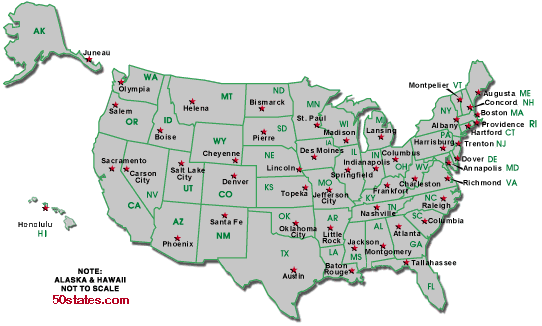 AK
Juneau
WA
Olympia
MT
Helena
ND
Bismarck
MN
St. Paul
WI
Madison
MI
Lansing
Montpelier
VT
Augusta ME
Concord NH
Boston MA
NY
Albany
Providence RI
Hartford CT
Salem
OR
ID
Boise
WY
Cheyenne
SD
Pierre
IA
Des Moines
IL
Indianapolis
IN
Columbus
OH
PA
Harrisburg
Trenton NJ
Dover DE
Annapolis MD
Sacramento
Carson
City
NV
CA
Salt Lake
City
UT
Denver
CO
NE
Lincoln
KS
Topeka
MO
Jefferson
City
Springfield
Frankfort
KY
WV
Charleston
Richmond VA
Honolulu
HI
AZ
Phoenix
Santa Fe
NM
OK
Oklahoma
City
AR
Little
Rock
TN
Nashville
NC
Raleigh
SC
Columbia
Atlanta
GA
AL
Montgomery
Jackson
MS
LA
Baton
Rouge
TX
Austin
Tallahassee
FL
NOTE:
ALASKA & HAWAII
NOT TO SCALE
50states.com